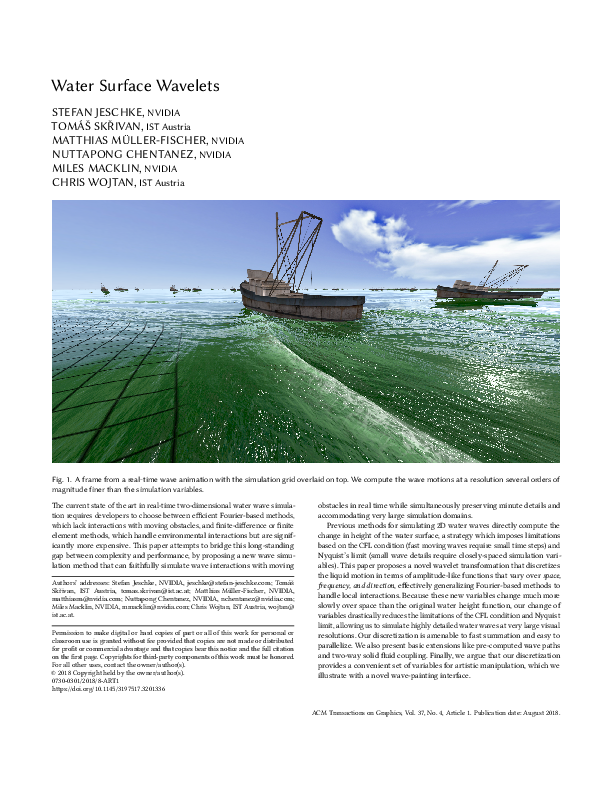 Water Surface Wavelets
STEFAN JESCHKE, NVIDIA
TOMÁŠ SKŘIVAN, IST Austria
MATTHIAS MÜLLER-FISCHER, NVIDIA
NUTTAPONG CHENTANEZ, NVIDIA
MILES MACKLIN, NVIDIA
CHRIS WOJTAN, IST Austria
Fig. 1. A frame from a real-time wave animation with the simulation grid overlaid on top. We compute the wave motions at a resolution several orders of
magnitude finer than the simulation variables.
The current state of the art in real-time two-dimensional water wave simula-
tion requires developers to choose between efficient Fourier-based methods,
which lack interactions with moving obstacles, and finite-difference or finite
element methods, which handle environmental interactions but are signif-
icantly more expensive. This paper attempts to bridge this long-standing
gap between complexity and performance, by proposing a new wave simu-
lation method that can faithfully simulate wave interactions with moving
Authors' addresses: Stefan Jeschke, NVIDIA, jeschke@stefan-jeschke.com; Tomáš
Skřivan, IST Austria, tomas.skrivan@ist.ac.at; Matthias Müller-Fischer, NVIDIA,
matthiasm@nvidia.com; Nuttapong Chentanez, NVIDIA, nchentanez@nvidia.com;
Miles Macklin, NVIDIA, mmacklin@nvidia.com; Chris Wojtan, IST Austria, wojtan@
ist.ac.at.
Permission to make digital or hard copies of part or all of this work for personal or
classroom use is granted without fee provided that copies are not made or distributed
for profit or commercial advantage and that copies bear this notice and the full citation
on the first page. Copyrights for third-party components of this work must be honored.
For all other uses, contact the owner/author(s).
© 2018 Copyright held by the owner/author(s).
0730-0301/2018/8-ART1
https://doi.org/10.1145/3197517.3201336
obstacles in real time while simultaneously preserving minute details and
accommodating very large simulation domains.
Previous methods for simulating 2D water waves directly compute the
change in height of the water surface, a strategy which imposes limitations
based on the CFL condition (fast moving waves require small time steps) and
Nyquist's limit (small wave details require closely-spaced simulation vari-
ables). This paper proposes a novel wavelet transformation that discretizes
the liquid motion in terms of amplitude-like functions that vary over space,
frequency, and direction, effectively generalizing Fourier-based methods to
handle local interactions. Because these new variables change much more
slowly over space than the original water height function, our change of
variables drastically reduces the limitations of the CFL condition and Nyquist
limit, allowing us to simulate highly detailed water waves at very large visual
resolutions. Our discretization is amenable to fast summation and easy to
parallelize. We also present basic extensions like pre-computed wave paths
and two-way solid fluid coupling. Finally, we argue that our discretization
provides a convenient set of variables for artistic manipulation, which we
illustrate with a novel wave-painting interface.
ACM Transactions on Graphics, Vol. 37, No. 4, Article 1. Publication date: August 2018.